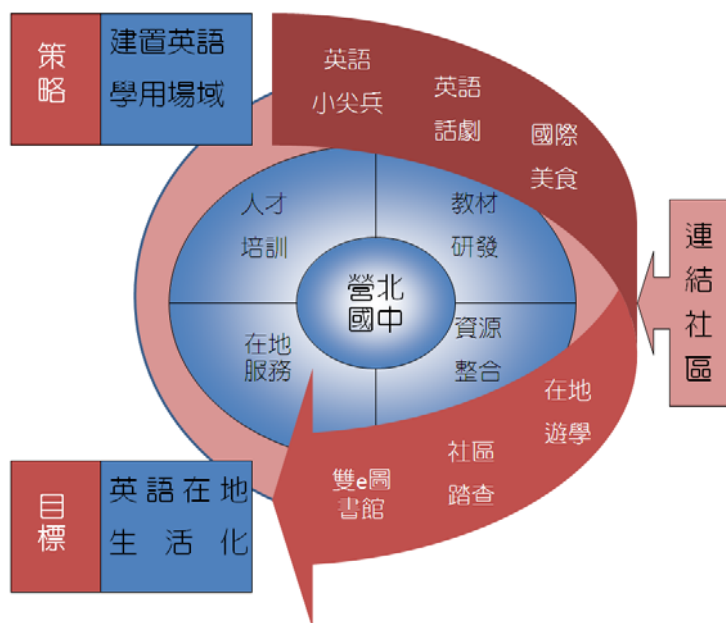 策略
建置英語
學用場域
英語
小尖兵
英語
話劇
國際
美食
人才
培訓
教材
研發
營北
國中
在地
服務
資源
整合
連結社區
在地
遊學
社區
踏查
雙e圖
書館
目標
英語在地
生活化